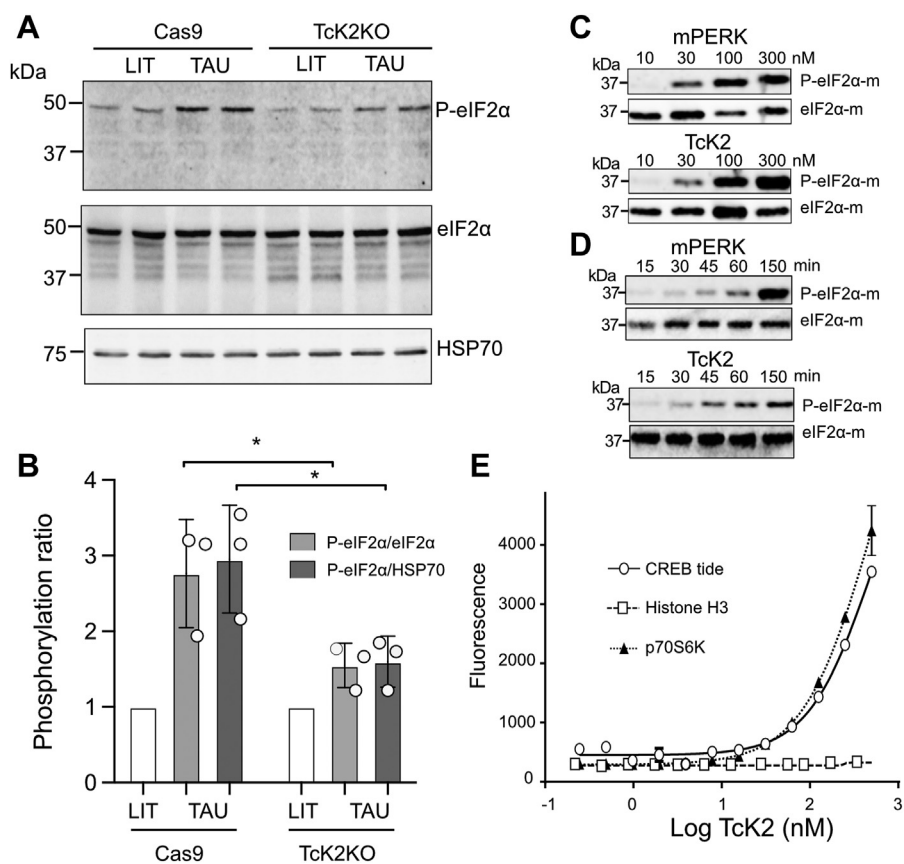 A
Cas9 TcK2KO
kDa LIT TAU LIT TAU
50 P-eIF2α
37
50 eIF2α
37
75 HSP70
B
* 
*
Phosphorylation ratio
4
3
2
1
0
P-eIF2α/eIF2α
P-eIF2α/HSP70
LIT TAU LIT TAU
Cas9 TcK2KO
C
mPERK
kDa 10 30 100 300 nM
37 P-eIF2α-m
eIF2α-m
TcK2
kDa 10 30 100 300 nM
37 P-eIF2α-m
37 eIF2α-m
D
mPERK
kDa 15 30 45 60 150 min
37 P-eIF2α-m
37 eIF2α-m
TcK2
kDa 15 30 45 60 150 min
37 P-eIF2α-m
37 eIF2α-m
E
Fluorescence
4000
3000
2000
1000
0
CREB tide
Histone H3
p70S6K
-1 0 1 2 3
Log TcK2 (nM)